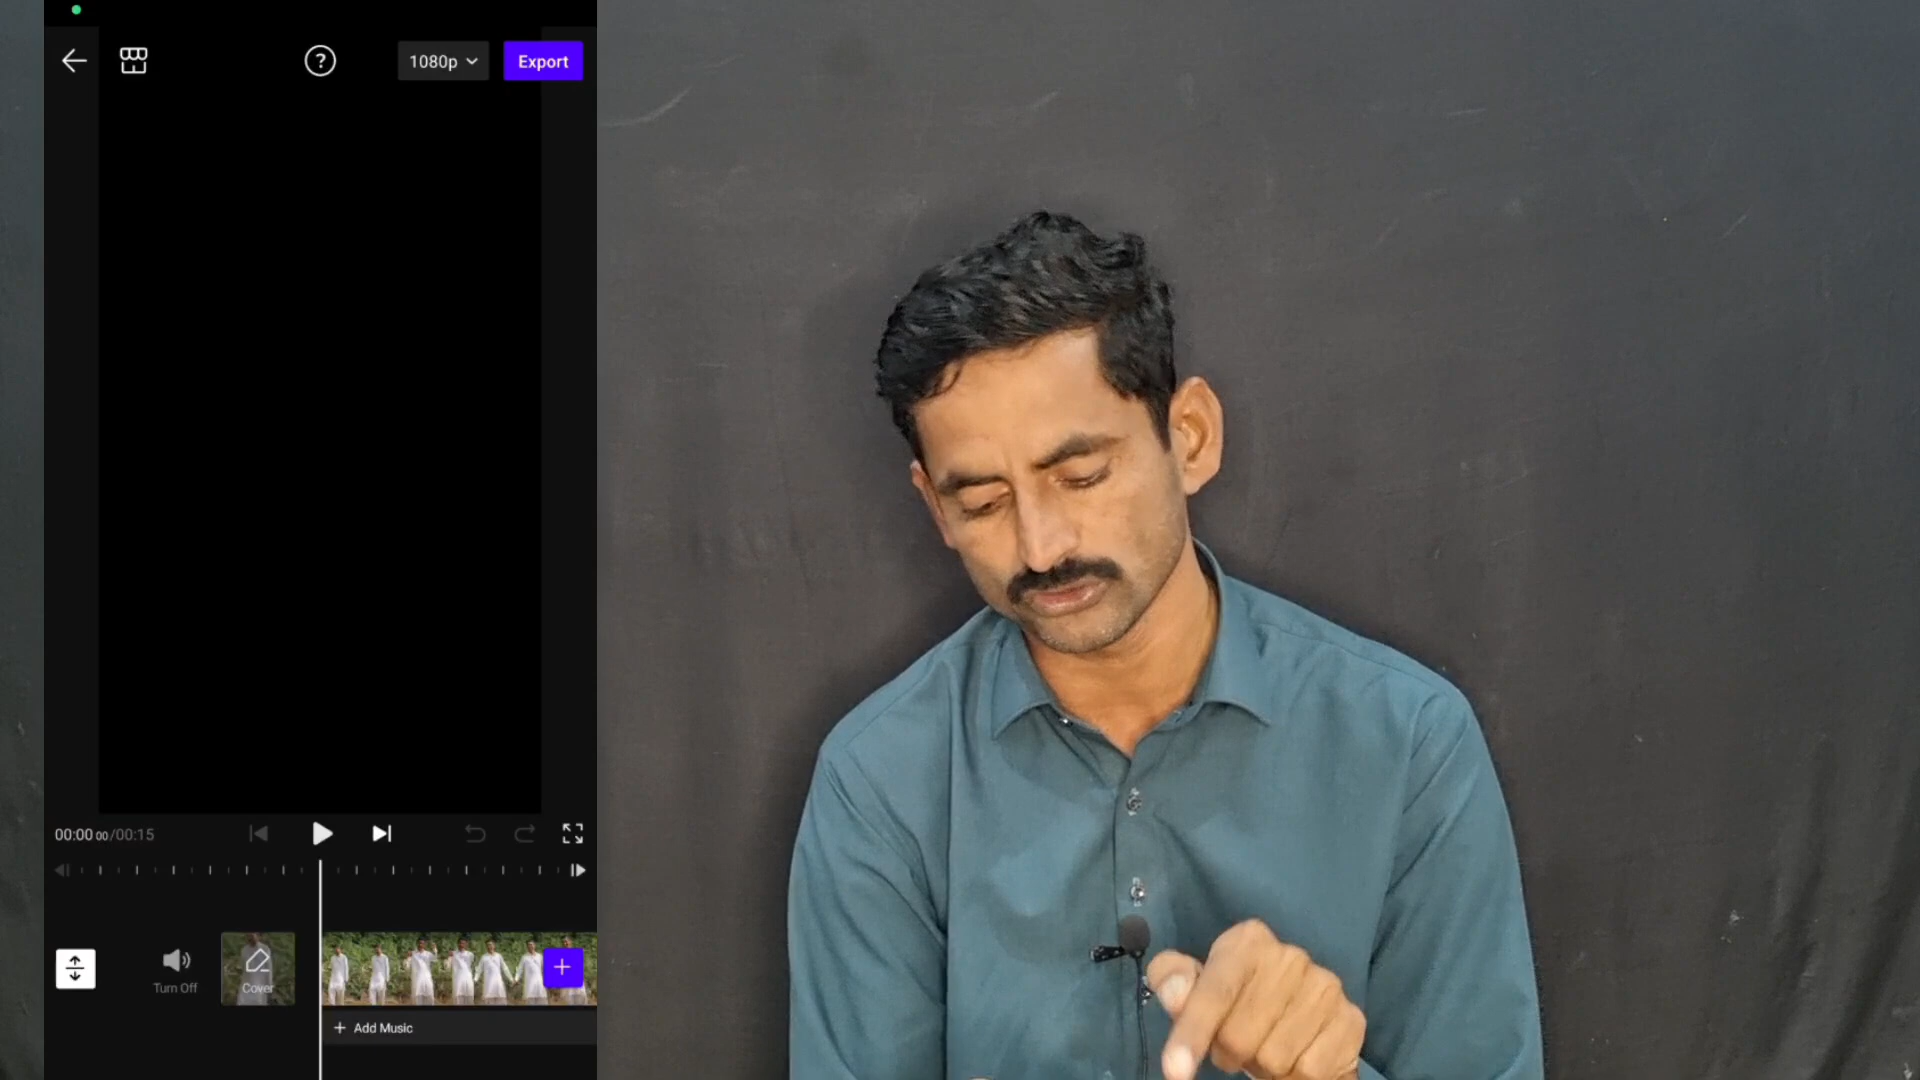 1080p
Export
00:00 00/00:15
Turn Off
Cover
+ Add Music